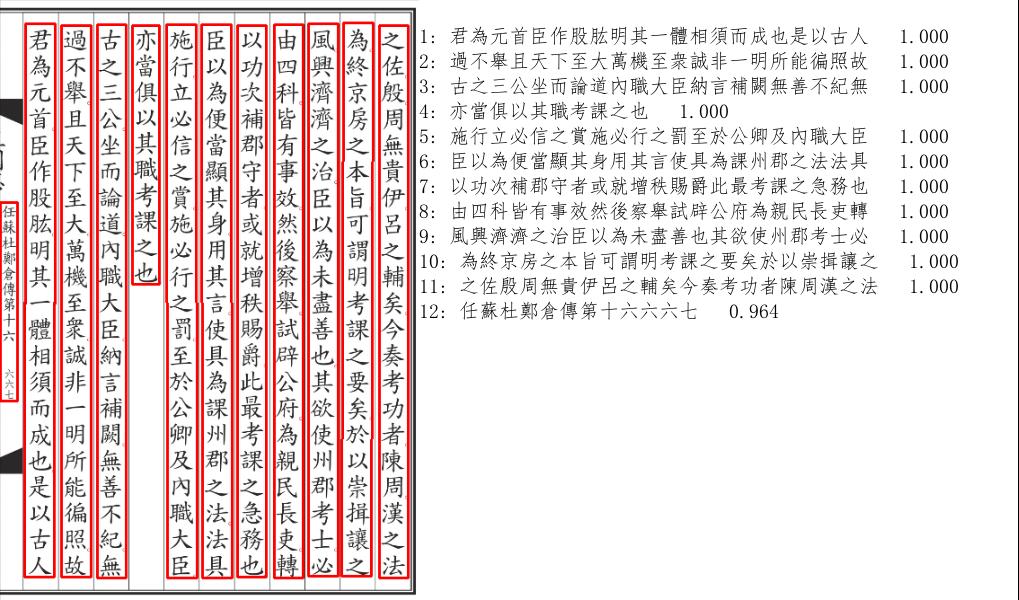 之佐殷周無貴伊呂之輔矣今奏考功者陳周漢之法
為終京房之本旨可謂明考課之要矣於以崇揖讓之
風興濟濟之治臣以為未盡善也其欲使州郡考士必
由四科皆有事效然後察舉試辟公府為親民長吏轉
以功次補郡守者或就增秩賜爵此最考課之急務也
臣以為便當顯其身用其言使具為課州郡之法法具
施行立必信之賞施必行之罰至於公卿及內職大臣
亦當俱以其職考課之也
古之三公坐而論道內職大臣納言補闕無善不紀無
過不舉且天下至大萬機至衆誠非一明所能徧照故
君為元首臣作股肱明其一體相須而成也是以古人
任蘇杜鄭倉傳第十六 六六七
1: 君為元首臣作股肱明其一體相須而成也是以古人 1.000
2: 過不舉且天下至大萬機至衆誠非一明所能徧照故 1.000
3: 古之三公坐而論道內職大臣納言補闕無善不紀無 1.000
4: 亦當俱以其職考課之也 1.000
5: 施行立必信之賞施必行之罰至於公卿及內職大臣 1.000
6: 臣以為便當顯其身用其言使具為課州郡之法法具 1.000
7: 以功次補郡守者或就增秩賜爵此最考課之急務也 1.000
8: 由四科皆有事效然後察舉試辟公府為親民長吏轉 1.000
9: 風興濟濟之治臣以為未盡善也其欲使州郡考士必 1.000
10: 為終京房之本旨可謂明考課之要矣於以崇揖讓之 1.000
11: 之佐殷周無貴伊呂之輔矣今奏考功者陳周漢之法 1.000
12: 任蘇杜鄭倉傳第十六六六七 0.964